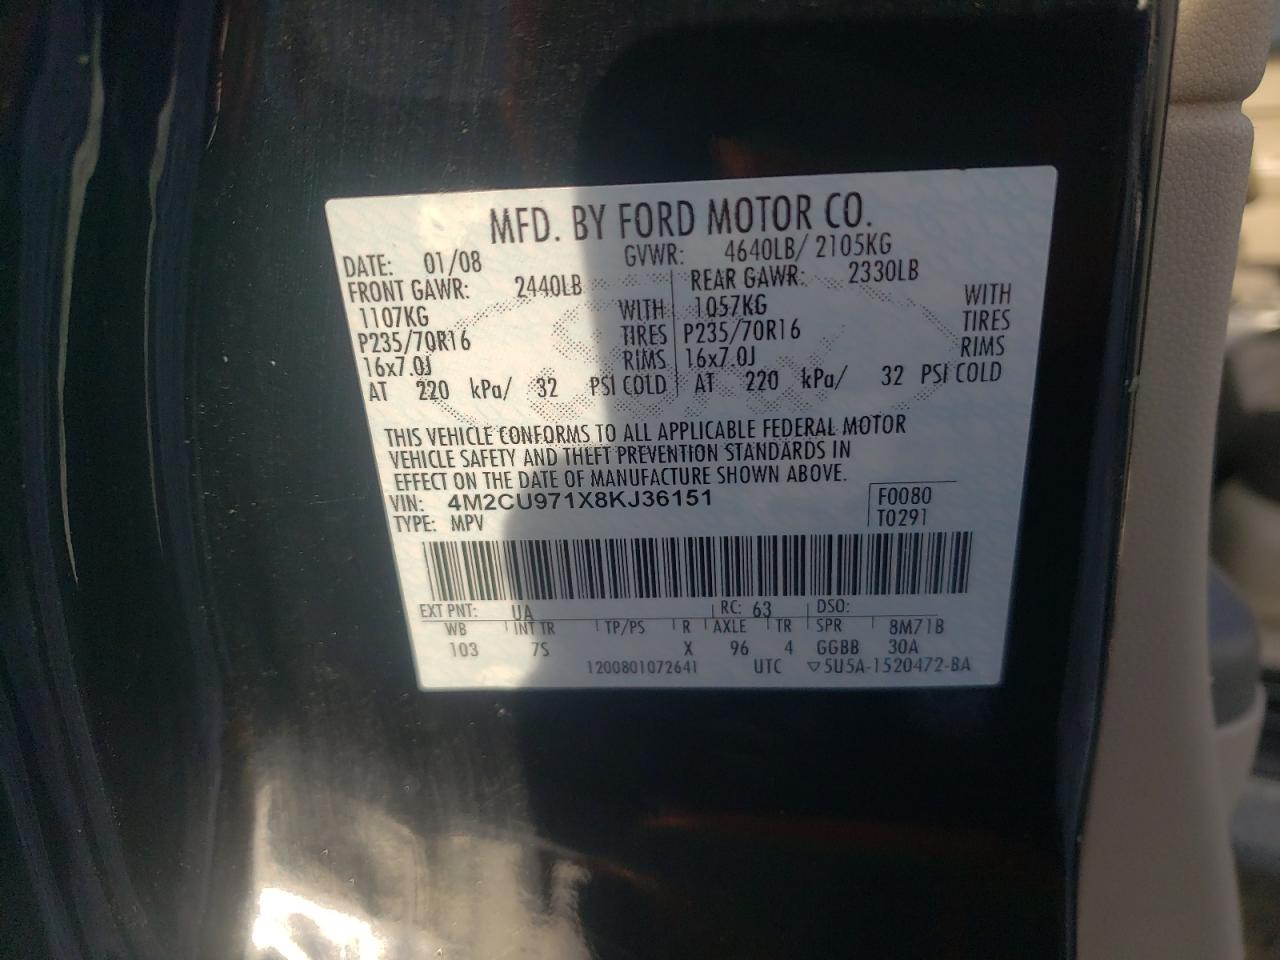 MFD. BY FORD MOTOR CO.
DATE: 01/08 GVWR: 4640LB/ 2105KG
FRONT GAWR: 2440LB REAR GAWR: 2330LB
1107KG WITH 1057KG WITH
P235/70R16 TIRES P235/70R16 TIRES
16x7.0J RIMS 16x7.0J RIMS
AT 220 kPa/ 32 PSI COLD AT 220 kPa/ 32 PSI COLD
THIS VEHICLE CONFORMS TO ALL APPLICABLE FEDERAL MOTOR
VEHICLE SAFETY AND THEFT PREVENTION STANDARDS IN
EFFECT ON THE DATE OF MANUFACTURE SHOWN ABOVE.
VIN: 4M2CU971X8KJ36151 F0080
TYPE: MPV T0291
EXT PNT: UA RC: 63 DSO:
WB INT TR TP/PS R AXLE TR SPR 8M71B
103 7S X 96 4 GGBB 30A
1200801072641 UTC ▽5U5A-1520472-BA